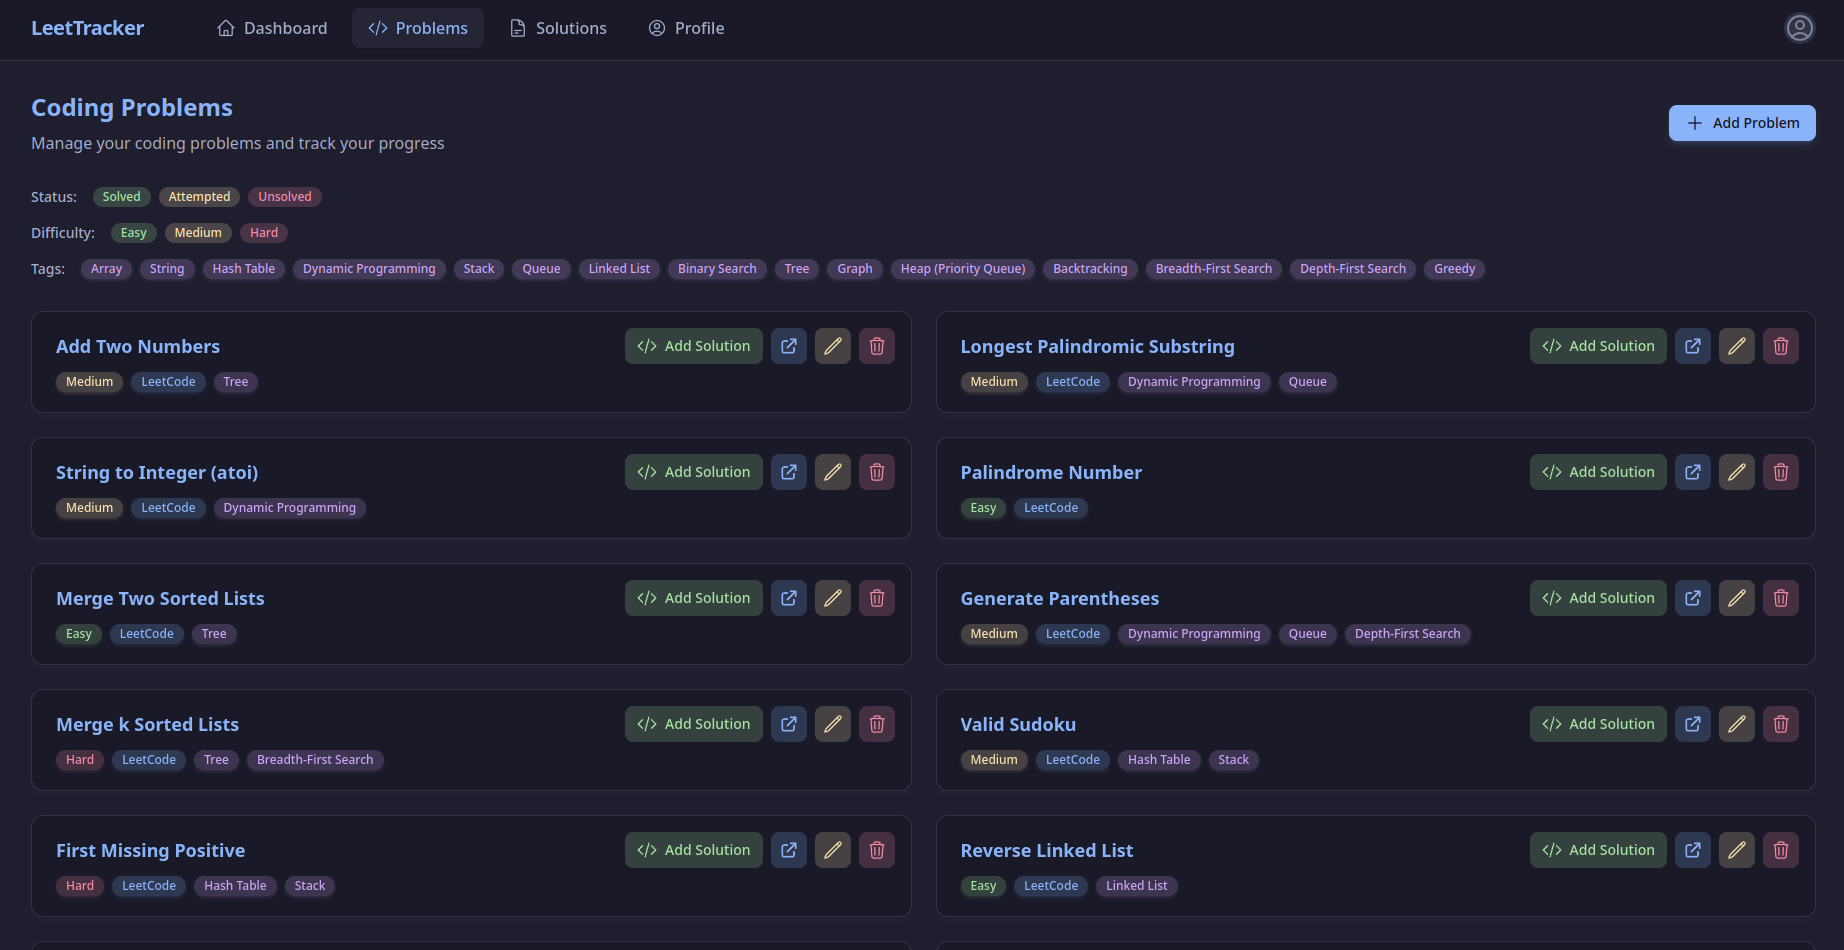 LeetTracker Dashboard Problems Solutions Profile
Coding Problems
Add Problem
Manage your coding problems and track your progress
Status: Solved Attempted Unsolved
Difficulty: Easy Medium Hard
Tags: Array String Hash Table Dynamic Programming Stack Queue Linked List Binary Search Tree Graph Heap (Priority Queue) Backtracking Breadth-First Search Depth-First Search Greedy
Add Two Numbers Add Solution
Medium LeetCode Tree
Longest Palindromic Substring Add Solution
Medium LeetCode Dynamic Programming Queue
String to Integer (atoi) Add Solution
Medium LeetCode Dynamic Programming
Palindrome Number Add Solution
Easy LeetCode
Merge Two Sorted Lists Add Solution
Easy LeetCode Tree
Generate Parentheses Add Solution
Medium LeetCode Dynamic Programming Queue Depth-First Search
Merge k Sorted Lists Add Solution
Hard LeetCode Tree Breadth-First Search
Valid Sudoku Add Solution
Medium LeetCode Hash Table Stack
First Missing Positive Add Solution
Hard LeetCode Hash Table Stack
Reverse Linked List Add Solution
Easy LeetCode Linked List